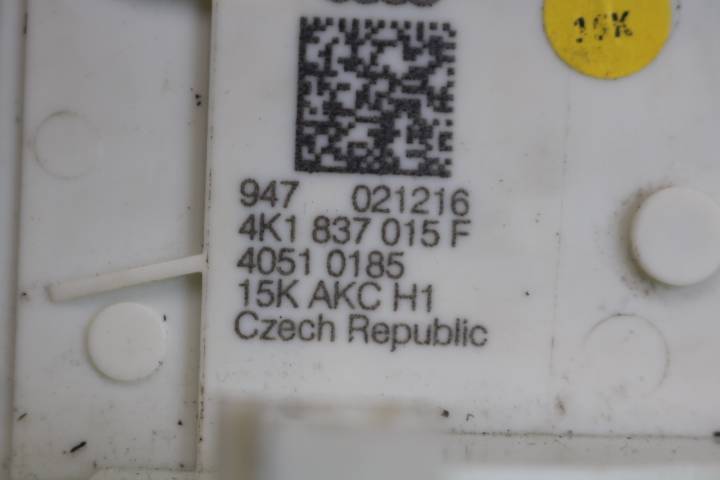 15K
947 021216
4K1 837 015 F
4051 0185
15K AKC H1
Czech Republic